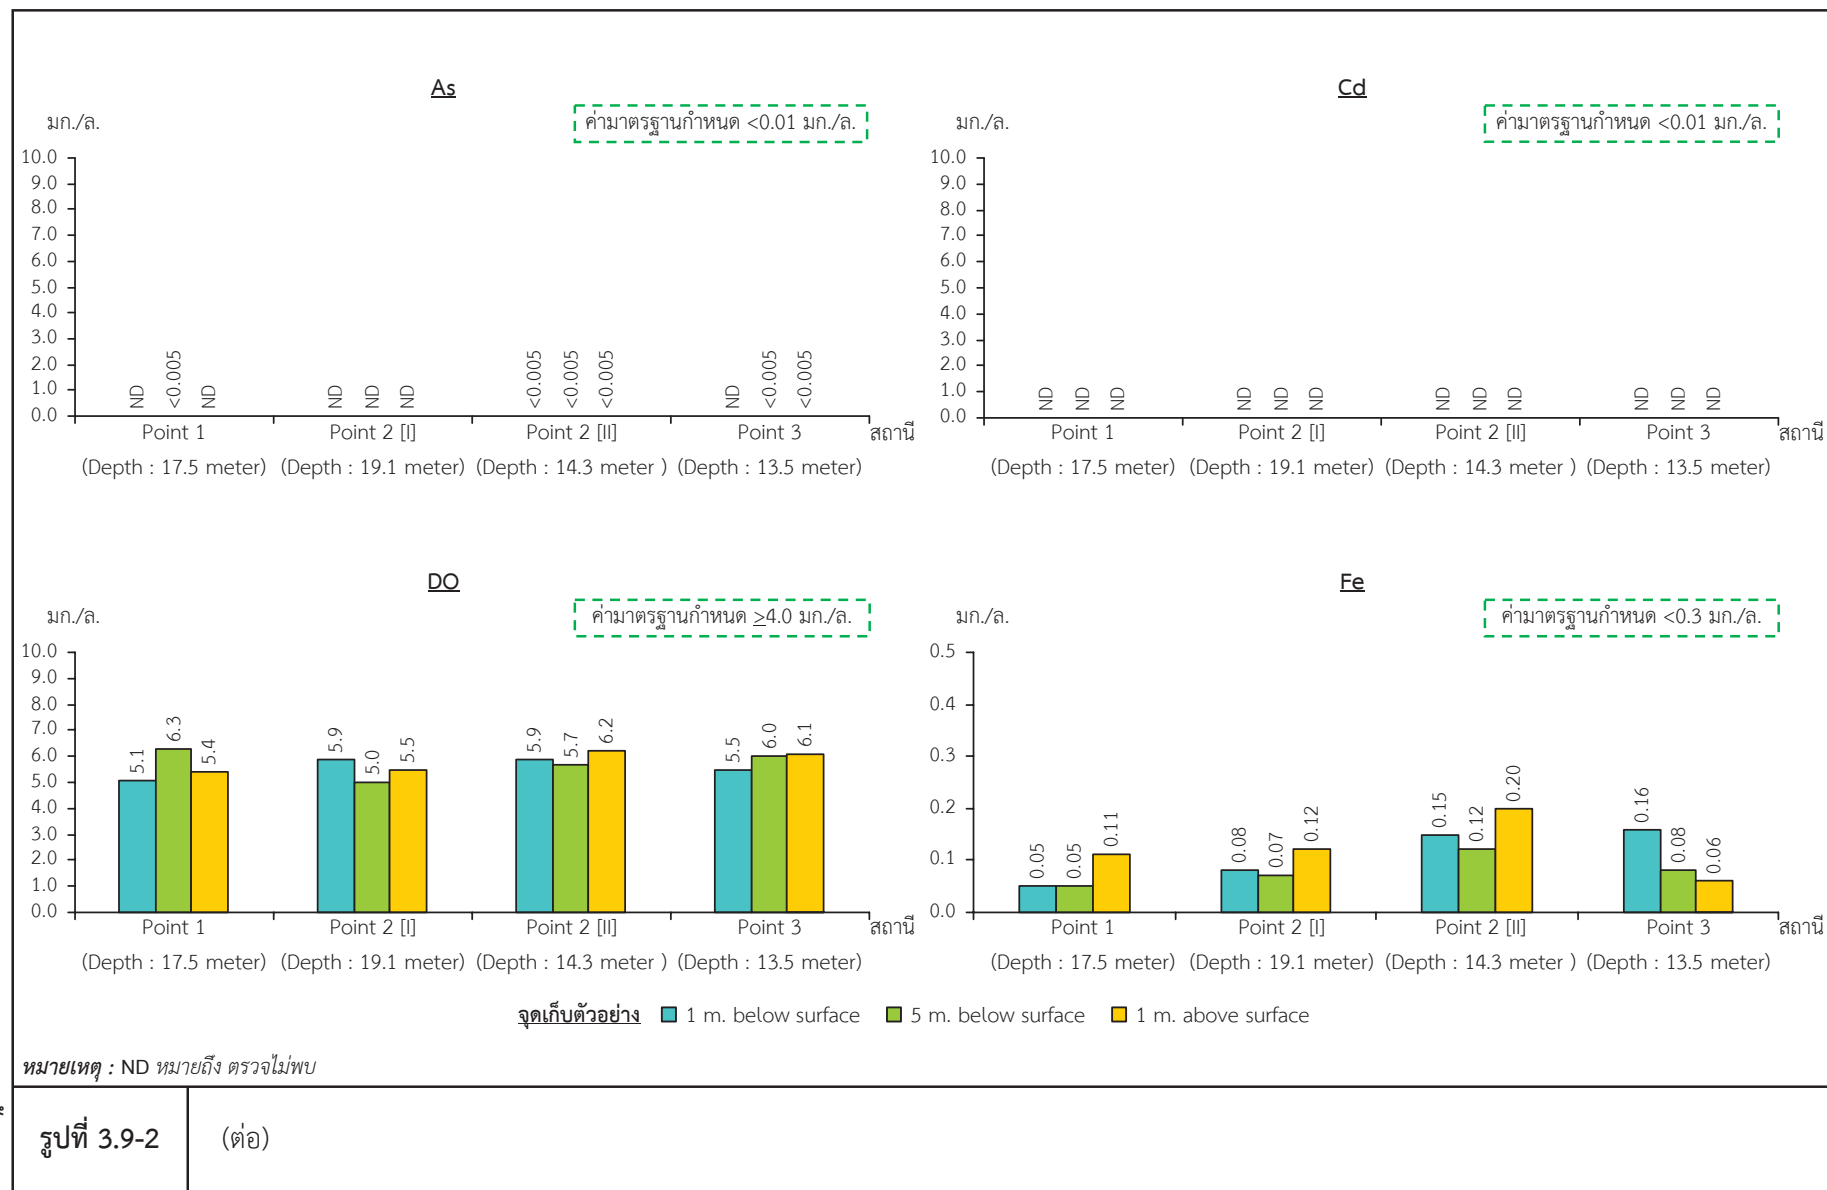 As
มก./ล.
ค่ามาตรฐานกำหนด <0.01 มก./ล.
10.0
9.0
8.0
7.0
6.0
5.0
4.0
3.0
2.0
1.0
0.0
ND <0.005 ND ND ND ND <0.005 <0.005 <0.005 ND <0.005 <0.005
Point 1 Point 2 [I] Point 2 [II] Point 3 สถานี
(Depth : 17.5 meter) (Depth : 19.1 meter) (Depth : 14.3 meter ) (Depth : 13.5 meter)
Cd
มก./ล.
ค่ามาตรฐานกำหนด <0.01 มก./ล.
10.0
9.0
8.0
7.0
6.0
5.0
4.0
3.0
2.0
1.0
0.0
ND ND ND ND ND ND ND ND ND ND ND ND
Point 1 Point 2 [I] Point 2 [II] Point 3 สถานี
(Depth : 17.5 meter) (Depth : 19.1 meter) (Depth : 14.3 meter ) (Depth : 13.5 meter)
DO
มก./ล.
ค่ามาตรฐานกำหนด ≥4.0 มก./ล.
10.0
9.0
8.0
7.0
6.0
5.0
4.0
3.0
2.0
1.0
0.0
5.1 6.3 5.4 5.9 5.0 5.5 5.9 5.7 6.2 5.5 6.0 6.1
Point 1 Point 2 [I] Point 2 [II] Point 3 สถานี
(Depth : 17.5 meter) (Depth : 19.1 meter) (Depth : 14.3 meter ) (Depth : 13.5 meter)
Fe
มก./ล.
ค่ามาตรฐานกำหนด <0.3 มก./ล.
0.5
0.4
0.3
0.2
0.1
0.0
0.05 0.05 0.11 0.08 0.07 0.12 0.15 0.12 0.20 0.16 0.08 0.06
Point 1 Point 2 [I] Point 2 [II] Point 3 สถานี
(Depth : 17.5 meter) (Depth : 19.1 meter) (Depth : 14.3 meter ) (Depth : 13.5 meter)
จุดเก็บตัวอย่าง 1 m. below surface 5 m. below surface 1 m. above surface
หมายเหตุ : ND หมายถึง ตรวจไม่พบ
รูปที่ 3.9-2 (ต่อ)